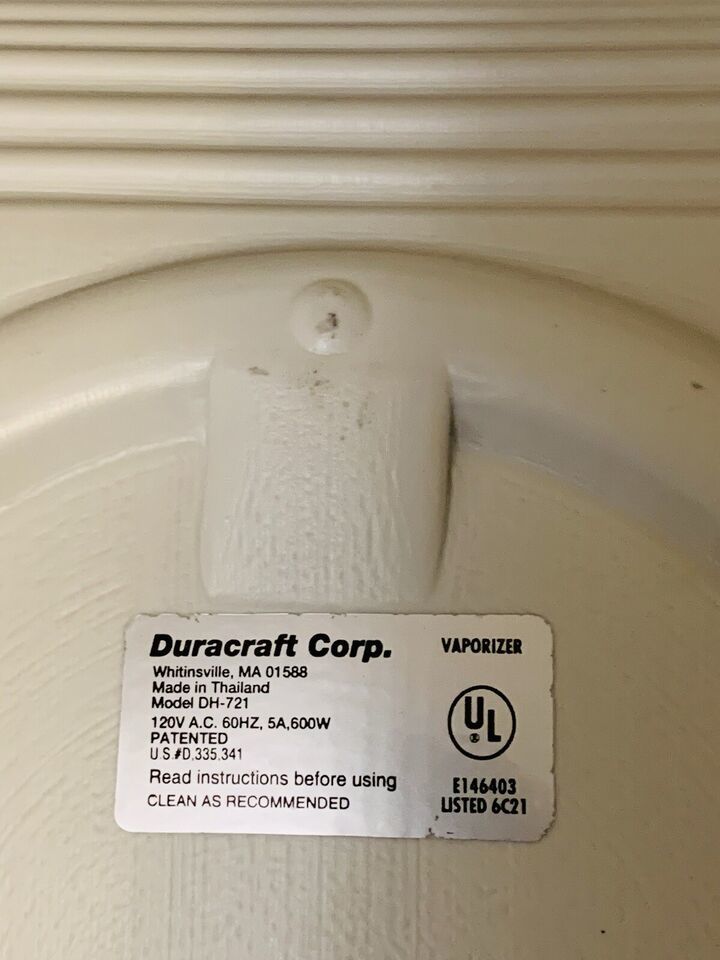 Duracraft Corp.
Whitinsville, MA 01588
Made in Thailand
Model DH-721
120V A.C. 60HZ, 5A,600W
PATENTED
U.S.#D,335,341
Read instructions before using
CLEAN AS RECOMMENDED
VAPORIZER
UL
®
E146403
LISTED 6C21